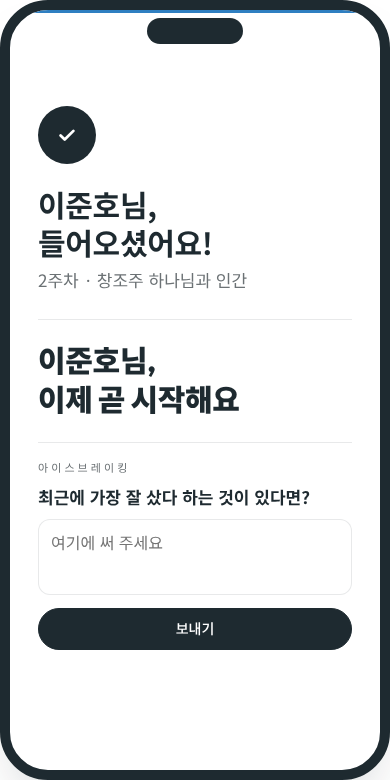 이준호님,
들어오셨어요!
2주차 · 창조주 하나님과 인간
이준호님,
이제 곧 시작해요
아이스브레이킹
최근에 가장 잘 샀다 하는 것이 있다면?
여기에 써 주세요
보내기